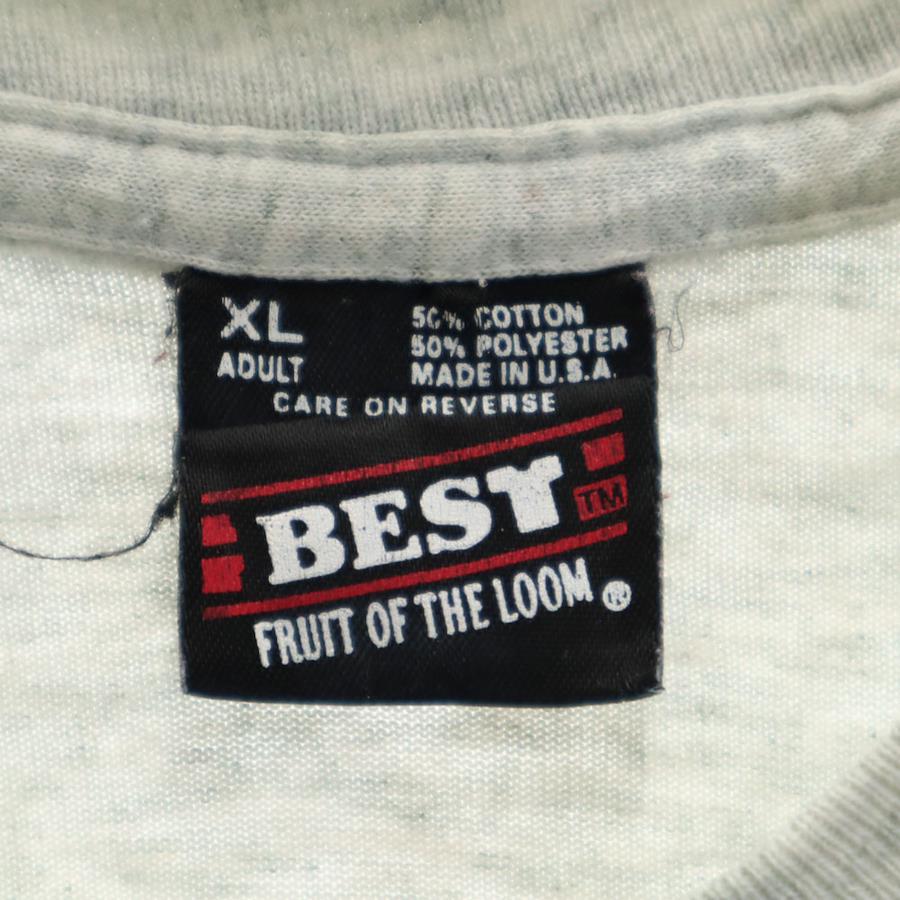 XL
ADULT
50% COTTON
50% POLYESTER
MADE IN U.S.A.
CARE ON REVERSE
BEST
TM
FRUIT OF THE LOOM ®